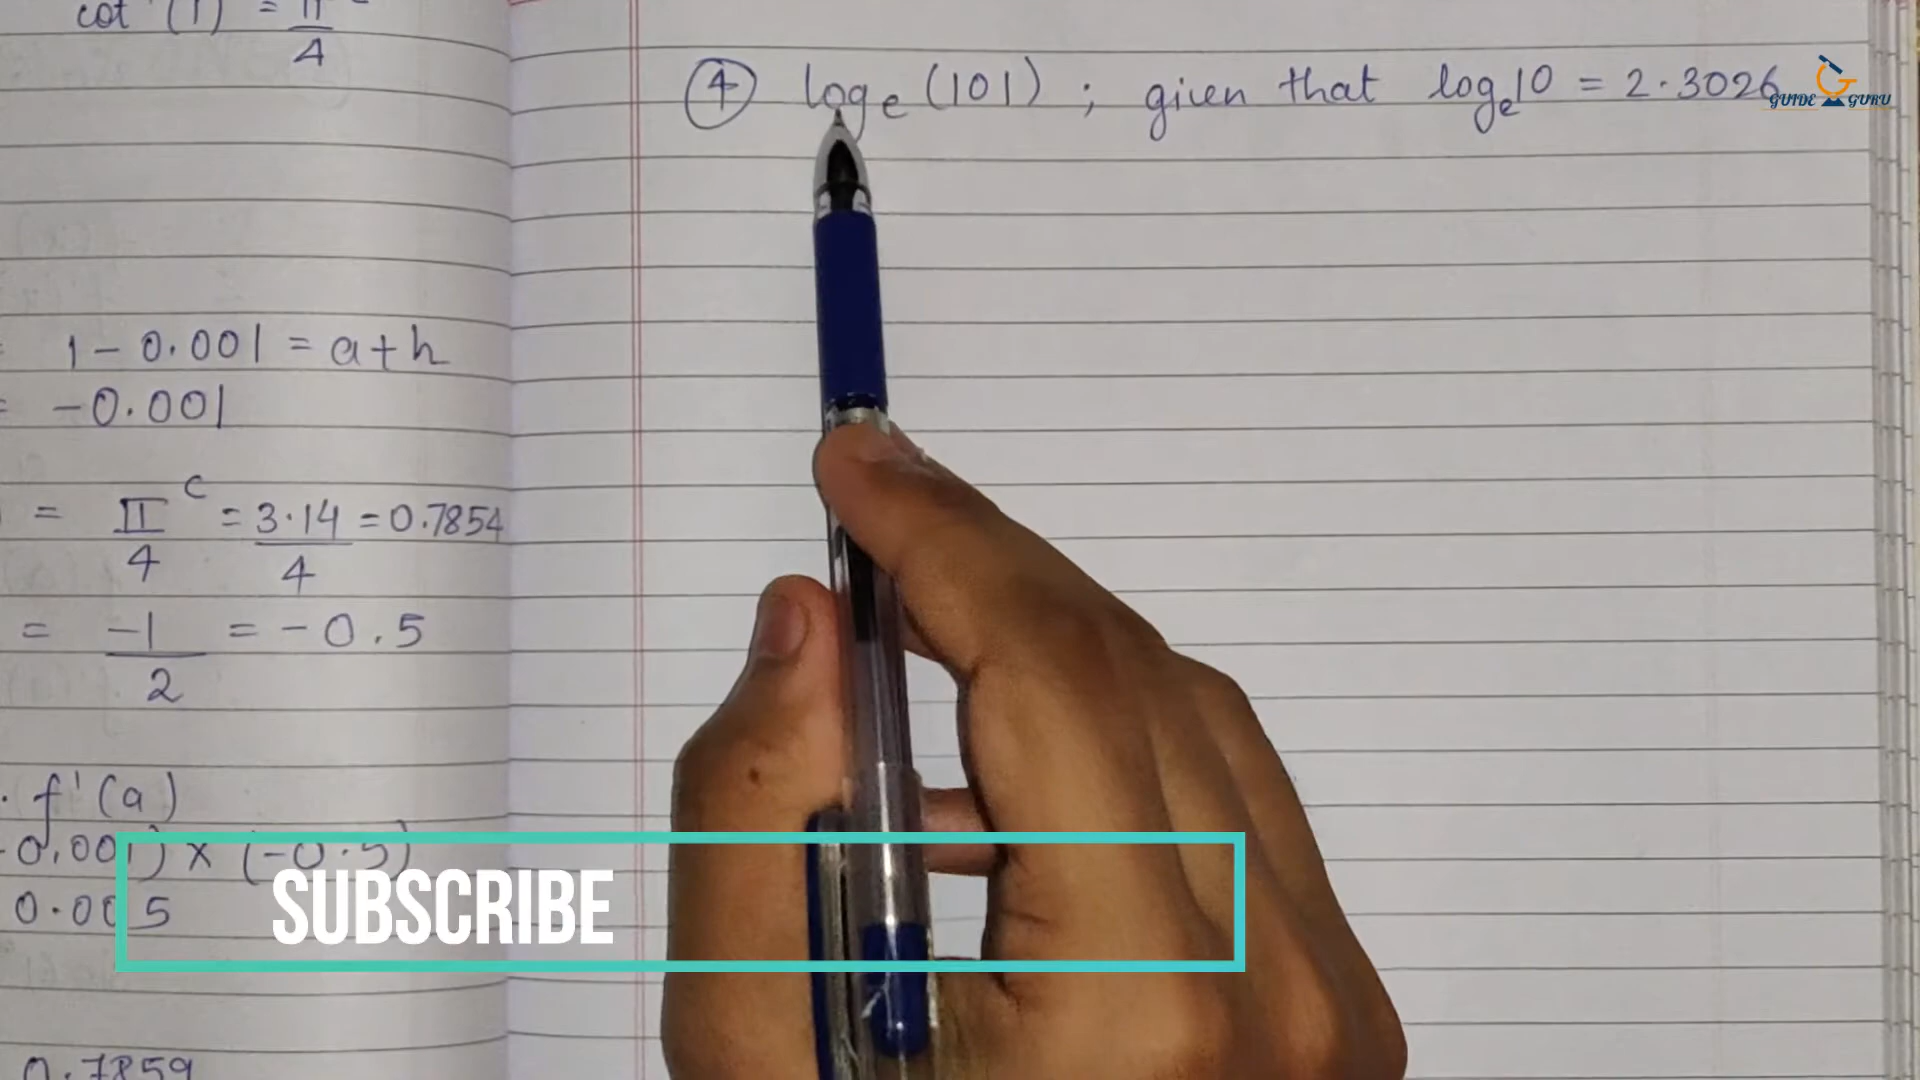 cot (1) = π
4
1 - 0.001 = a+h
= -0.001
= π c = 3.14 = 0.7854
4 4
= -1 = -0.5
2
. f'(a)
0.001) x (-0.5)
0.005
0.7859
④ logₑ(101) ; given that logₑ10 = 2.3026
GUIDE GURU
SUBSCRIBE